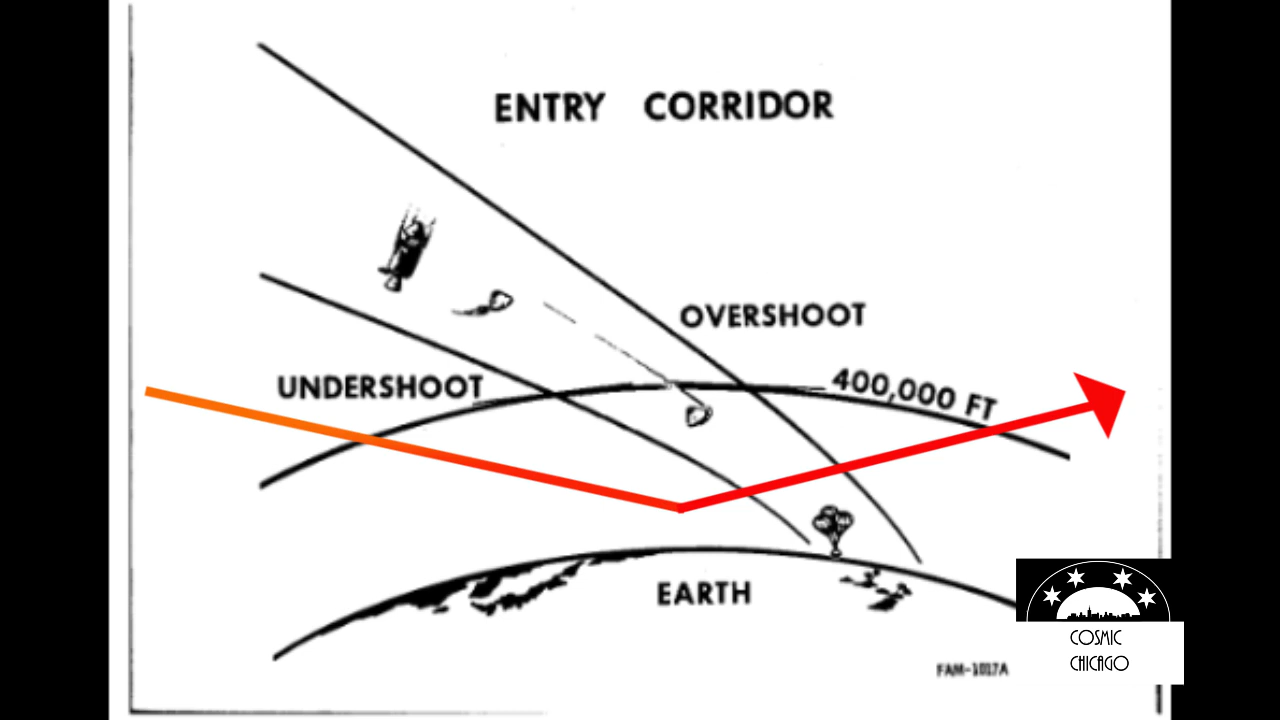 ENTRY CORRIDOR
OVERSHOOT
UNDERSHOOT
400,000 FT
EARTH
FAM-1017A
COSMIC
CHICAGO